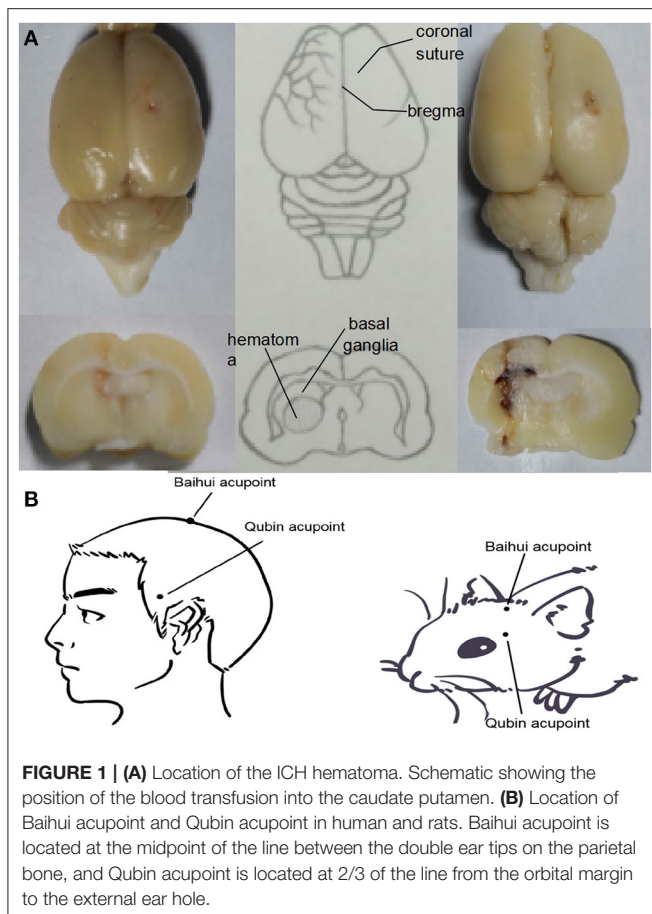 A
coronal
suture
bregma
basal
ganglia
hematom
a
B
Baihui acupoint
Qubin acupoint
Baihui acupoint
Qubin acupoint
FIGURE 1 | (A) Location of the ICH hematoma. Schematic showing the
position of the blood transfusion into the caudate putamen. (B) Location of
Baihui acupoint and Qubin acupoint in human and rats. Baihui acupoint is
located at the midpoint of the line between the double ear tips on the parietal
bone, and Qubin acupoint is located at 2/3 of the line from the orbital margin
to the external ear hole.